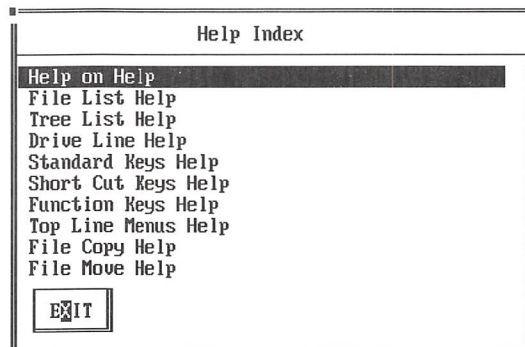 Help Index
Help on Help
File List Help
Tree List Help
Drive Line Help
Standard Keys Help
Short Cut Keys Help
Function Keys Help
Top Line Menus Help
File Copy Help
File Move Help
EXIT